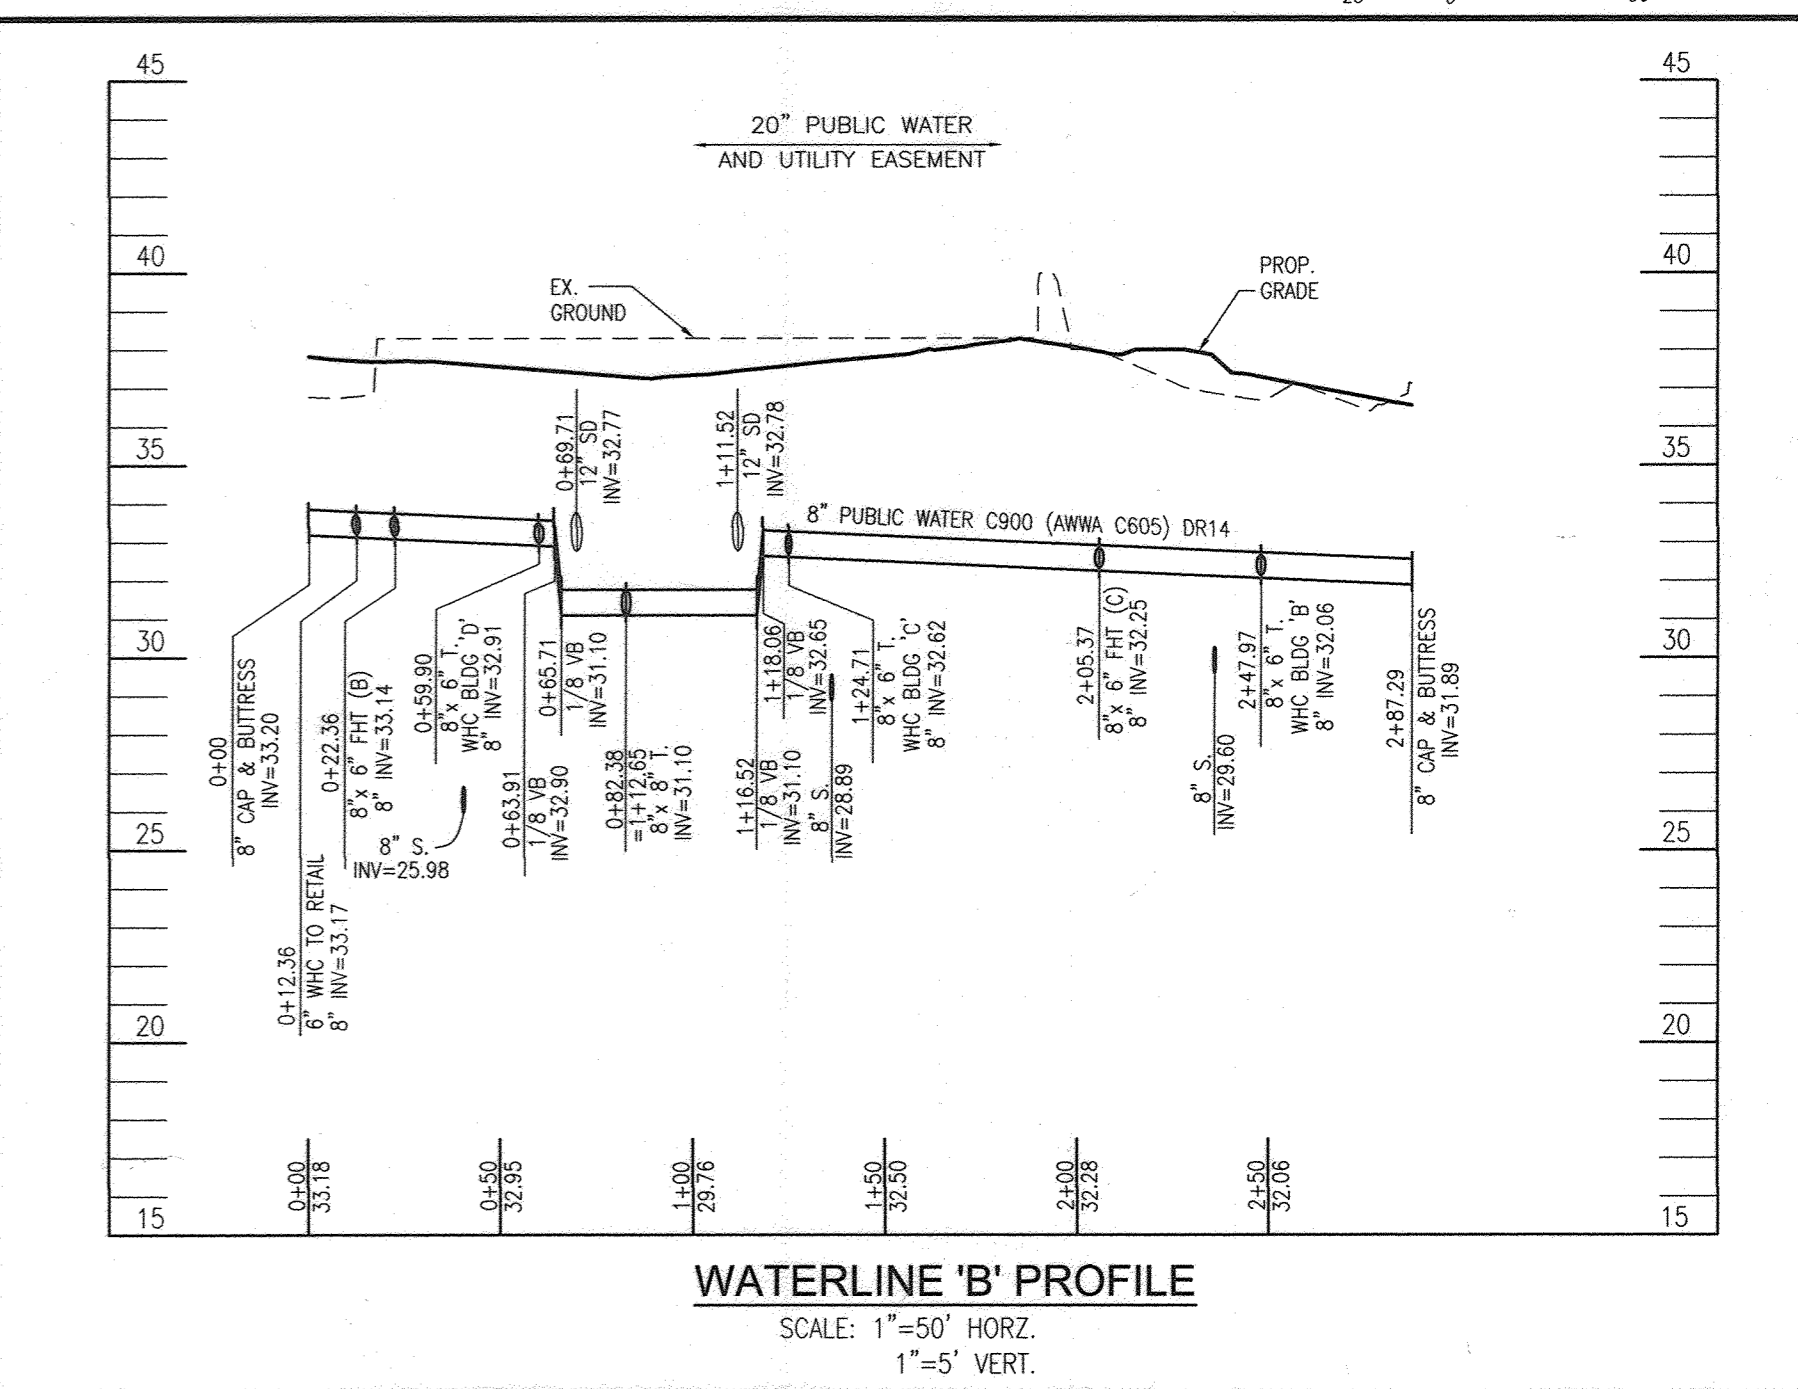 45
45
20” PUBLIC WATER
AND UTILITY EASEMENT
40
40
EX.
GROUND
PROP.
GRADE
35
35
0+69.71
12" SD
INV=32.77
1+11.52
12" SD
INV=32.78
8" PUBLIC WATER C900 (AWWA C605) DR14
30
30
0+00
8" CAP & BUTTRESS
INV=33.20
0+12.36
6" WHC TO RETAIL
8" INV=33.17
0+22.36
8"x 6" FHT (B)
8" INV=33.14
0+59.90
8"x 6" T.
WHC BLDG 'D'
8" INV=32.91
8" S.
INV=25.98
0+63.91
1/8 VB
INV=32.90
0+65.71
1/8 VB
INV=31.10
0+82.38
=1+12.65
8"x 8" T.
INV=31.10
1+16.52
1/8 VB
INV=31.10
1+18.06
1/8 VB
INV=32.65
8" S.
INV=28.89
1+24.71
8"x 6" T.
WHC BLDG 'C'
8" INV=32.62
2+05.37
8"x 6" FHT (C)
8" INV=32.25
8" S.
INV=29.60
2+47.97
8"x 6" T.
WHC BLDG 'B'
8" INV=32.06
2+87.29
8" CAP & BUTTRESS
INV=31.89
25
25
20
20
0+00
33.18
0+50
32.95
1+00
29.76
1+50
32.50
2+00
32.28
2+50
32.06
15
15
WATERLINE 'B' PROFILE
SCALE: 1"=50' HORZ.
1"=5' VERT.